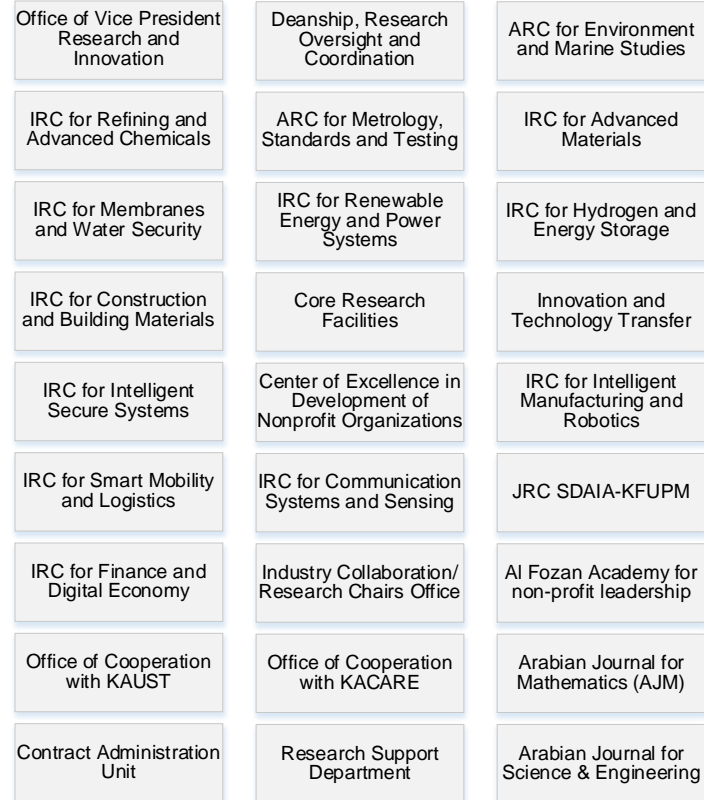 Office of Vice President
Research and
Innovation
Deanship, Research
Oversight and
Coordination
ARC for Environment
and Marine Studies
IRC for Refining and
Advanced Chemicals
ARC for Metrology,
Standards and Testing
IRC for Advanced
Materials
IRC for Membranes
and Water Security
IRC for Renewable
Energy and Power
Systems
IRC for Hydrogen and
Energy Storage
IRC for Construction
and Building Materials
Core Research
Facilities
Innovation and
Technology Transfer
IRC for Intelligent
Secure Systems
Center of Excellence in
Development of
Nonprofit Organizations
IRC for Intelligent
Manufacturing and
Robotics
IRC for Smart Mobility
and Logistics
IRC for Communication
Systems and Sensing
JRC SDAIA-KFUPM
IRC for Finance and
Digital Economy
Industry Collaboration/
Research Chairs Office
Al Fozan Academy for
non-profit leadership
Office of Cooperation
with KAUST
Office of Cooperation
with KACARE
Arabian Journal for
Mathematics (AJM)
Contract Administration
Unit
Research Support
Department
Arabian Journal for
Science & Engineering